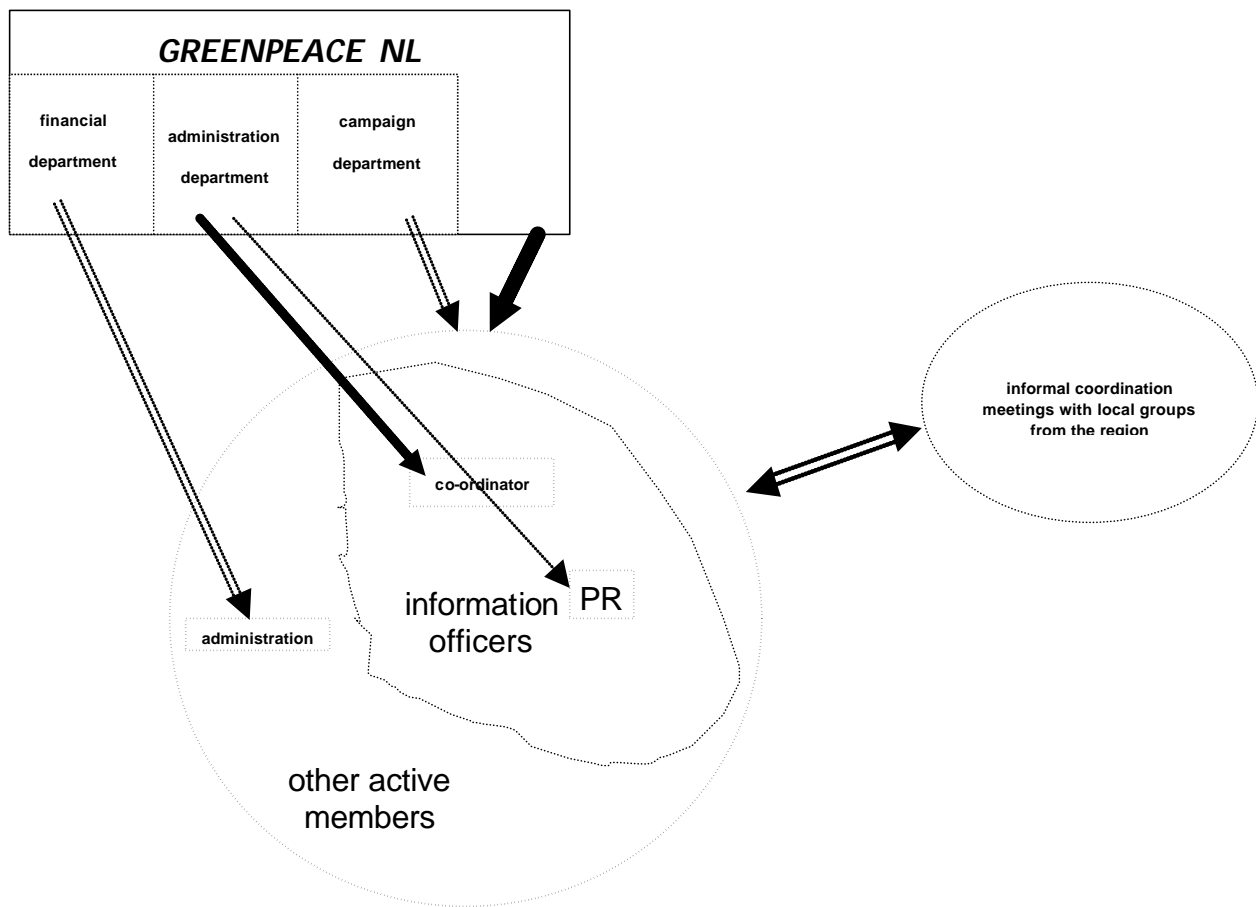 GREENPEACE NL
financial
department
administration
department
campaign
department
informal coordination
meetings with local groups
from the region
co-ordinator
PR
information
officers
administration
other active
members